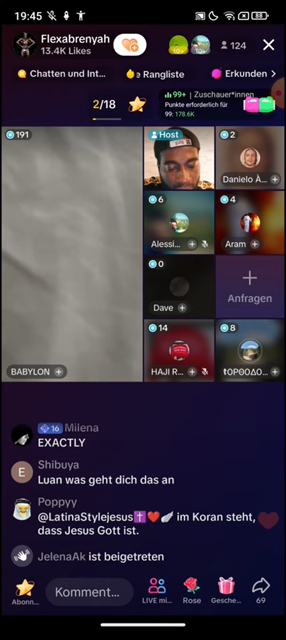 19:45
58
Flexabrenyah
13.4K Likes
124
Chatten und Int...
e Rangliste
Erkunden >
2/18
99+ | Zuschauer*innen
Punkte erforderlich für
99: 178.6K
191
Host
2
Danielo À...
6
4
Alessi...
Aram
0
Dave
Anfragen
14
8
HAJI R...
BABYLON
16 Miiena
EXACTLY
E
Shibuya
Luan was geht dich das an
Poppyy
@LatinaStylejesus✝️❤️🪽 im Koran steht,
dass Jesus Gott ist.
JelenaAk ist beigetreten
Abonn...
Komment...
LIVE mi...
Rose
Gesche...
69